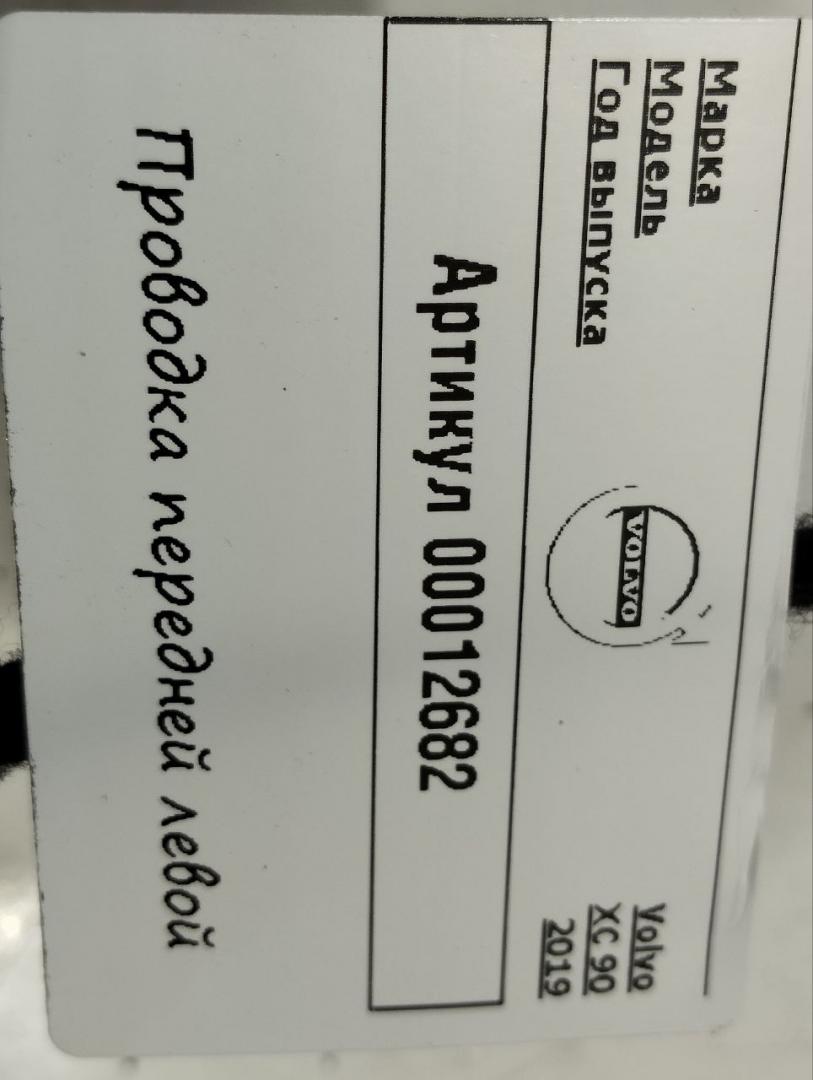 Марка Volvo
Модель XC 90
Год выпуска 2019
VOLVO
Артикул 00012682
Проводка передней левой